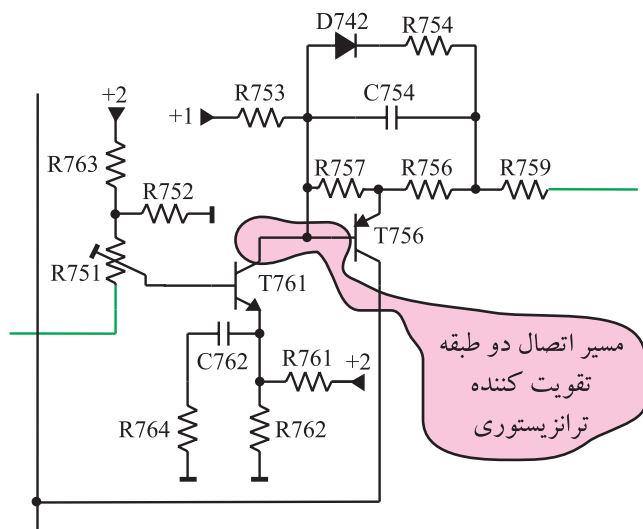 D742
R754
R753
C754
+1
+2
R763
R752
R757
R756
R759
T756
R751
T761
مسیر اتصال دو طبقه
تقویت کننده
ترانزیستوری
C762
R761
+2
R764
R762